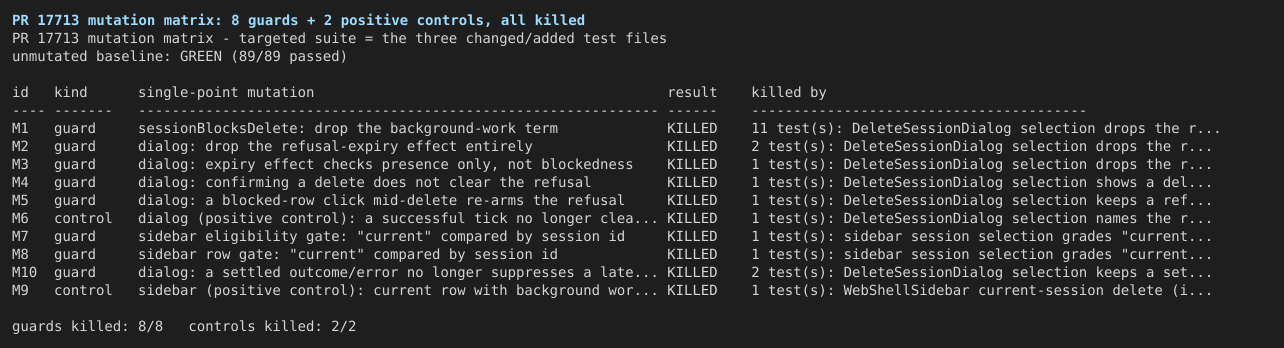 PR 17713 mutation matrix: 8 guards + 2 positive controls, all killed
PR 17713 mutation matrix - targeted suite = the three changed/added test files
unmutated baseline: GREEN (89/89 passed)
id   kind    single-point mutation                                          result    killed by
---- -------   --------------------------------------------------------------   ------    ----------------------------------------
M1   guard   sessionBlocksDelete: drop the background-work term             KILLED    11 test(s): DeleteSessionDialog selection drops the r...
M2   guard   dialog: drop the refusal-expiry effect entirely                KILLED    2 test(s): DeleteSessionDialog selection drops the r...
M3   guard   dialog: expiry effect checks presence only, not blockedness    KILLED    1 test(s): DeleteSessionDialog selection drops the r...
M4   guard   dialog: confirming a delete does not clear the refusal         KILLED    1 test(s): DeleteSessionDialog selection shows a del...
M5   guard   dialog: a blocked-row click mid-delete re-arms the refusal     KILLED    1 test(s): DeleteSessionDialog selection keeps a ref...
M6   control   dialog (positive control): a successful tick no longer clea... KILLED    1 test(s): DeleteSessionDialog selection names the r...
M7   guard   sidebar eligibility gate: "current" compared by session id     KILLED    1 test(s): sidebar session selection grades "current...
M8   guard   sidebar row gate: "current" compared by session id             KILLED    1 test(s): sidebar session selection grades "current...
M10  guard   dialog: a settled outcome/error no longer suppresses a late... KILLED    2 test(s): DeleteSessionDialog selection keeps a set...
M9   control   sidebar (positive control): current row with background wor... KILLED    1 test(s): WebShellSidebar current-session delete (i...
guards killed: 8/8   controls killed: 2/2